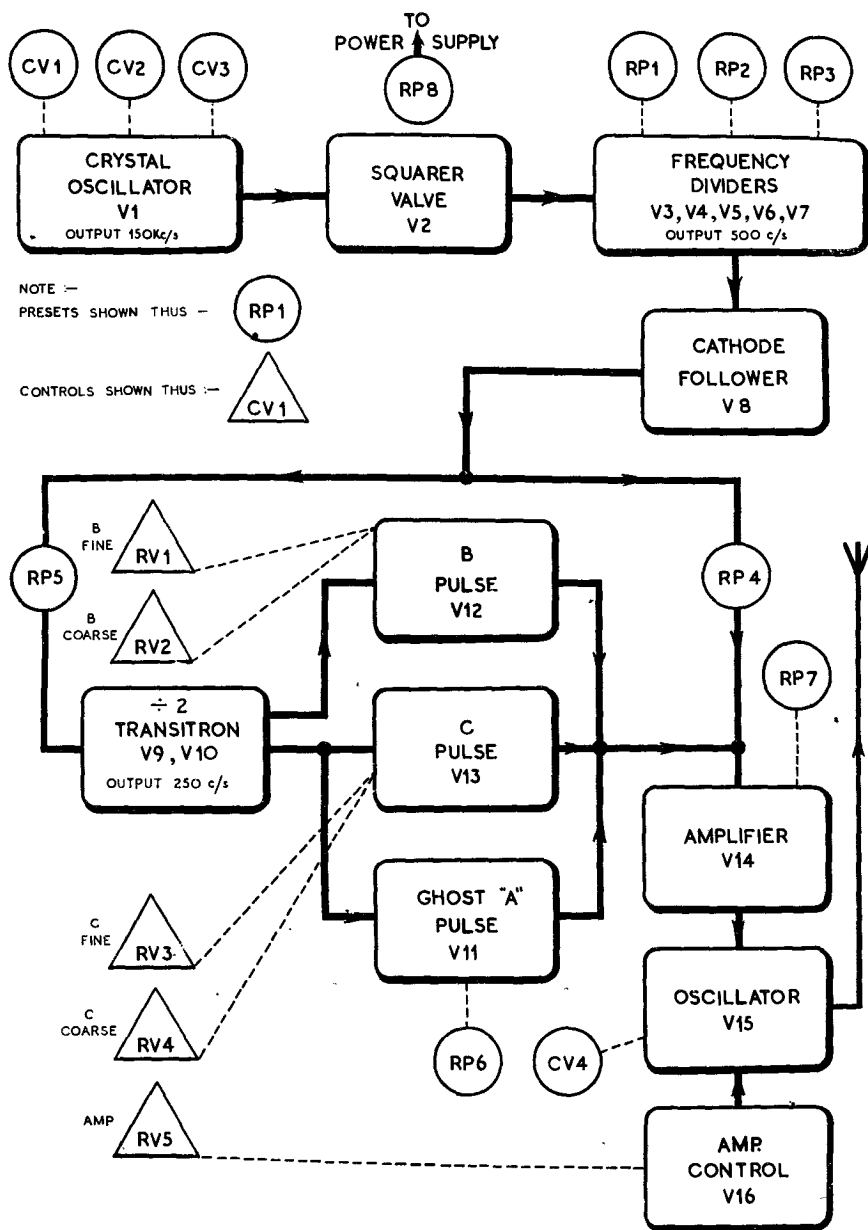 TO
POWER SUPPLY
CV1
CV2
CV3
RP8
RP1
RP2
RP3
CRYSTAL
OSCILLATOR
V1
OUTPUT 150Kc/s
SQUARER
VALVE
V2
FREQUENCY
DIVIDERS
V3, V4, V5, V6, V7
OUTPUT 500 c/s
NOTE :—
PRESETS SHOWN THUS —
RP1
CONTROLS SHOWN THUS :—
CV1
CATHODE
FOLLOWER
V8
B
FINE
RV1
B
COARSE
RV2
RP5
B
PULSE
V12
RP4
RP7
÷ 2
TRANSITRON
V9, V10
OUTPUT 250 c/s
C
PULSE
V13
AMPLIFIER
V14
C
FINE
RV3
GHOST "A"
PULSE
V11
C
COARSE
RV4
RP6
CV4
OSCILLATOR
V15
AMP
RV5
AMP.
CONTROL
V16